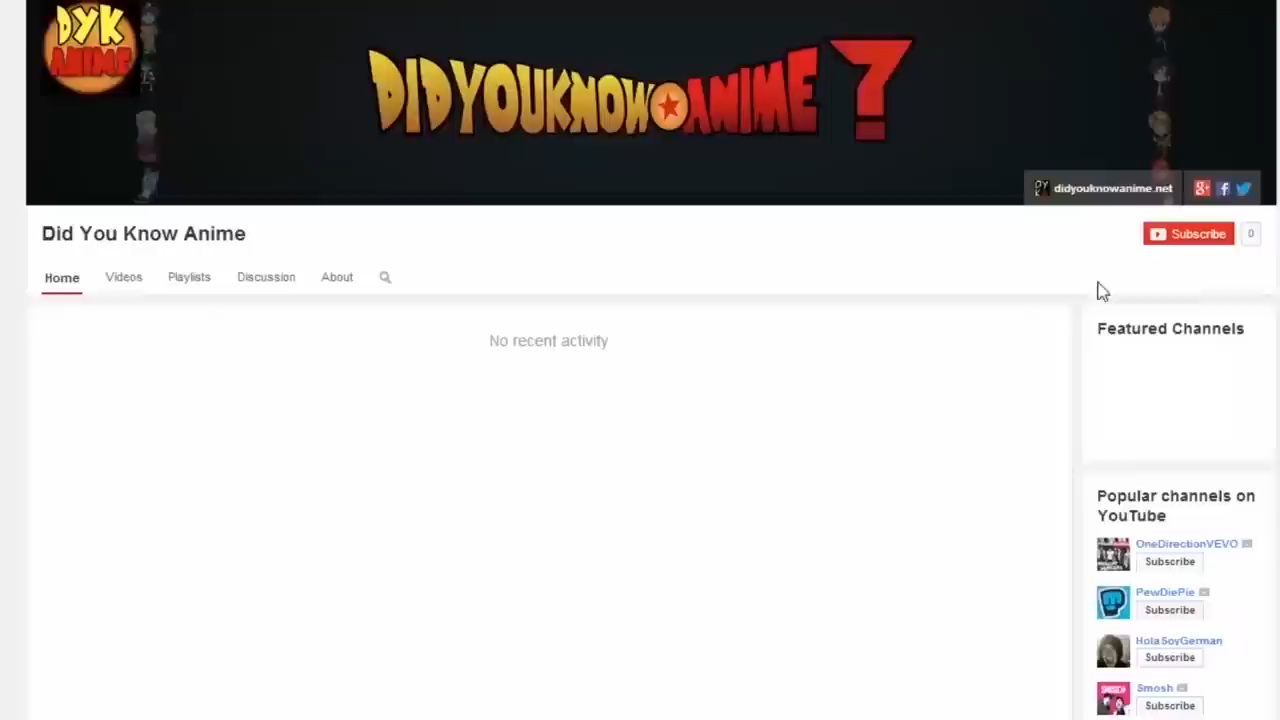 DYK
ANIME
DIDYOUKNOWANIME?
didyouknowanime.net
Did You Know Anime
Subscribe 0
Home Videos Playlists Discussion About
No recent activity
Featured Channels
Popular channels on
YouTube
OneDirectionVEVO
Subscribe
PewDiePie
Subscribe
HolaSoyGerman
Subscribe
Smosh
Subscribe